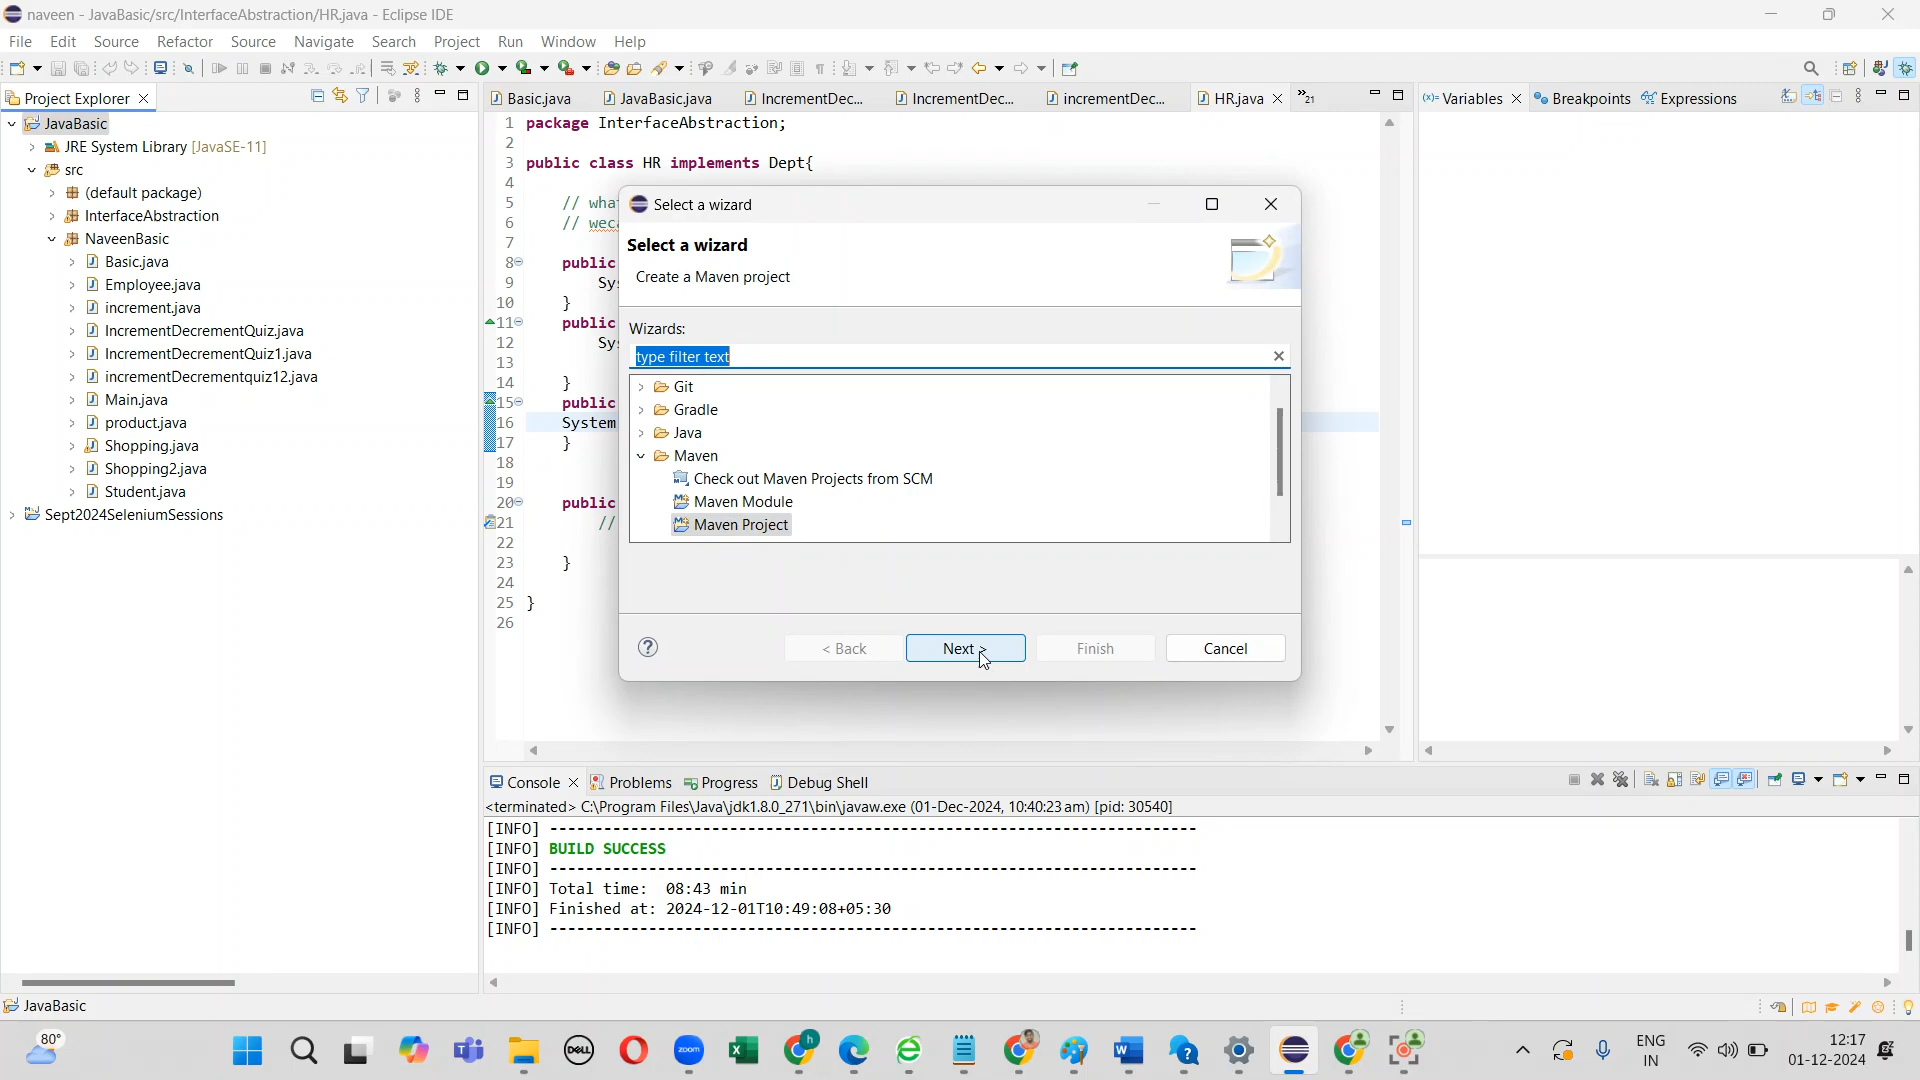 naveen - JavaBasic/src/InterfaceAbstraction/HR.java - Eclipse IDE
File Edit Source Refactor Source Navigate Search Project Run Window Help
Project Explorer
JavaBasic
JRE System Library [JavaSE-11]
src
(default package)
InterfaceAbstraction
NaveenBasic
Basic.java
Employee.java
increment.java
IncrementDecrementQuiz.java
IncrementDecrementQuiz1.java
incrementDecrementquiz12.java
Main.java
product.java
Shopping.java
Shopping2.java
Student.java
Sept2024SeleniumSessions
Basic.java JavaBasic.java IncrementDec... IncrementDec... incrementDec... HR.java 21
1 package InterfaceAbstraction;
2
3 public class HR implements Dept{
4
5 // wha
6 // weca
7
8 public
9 Sy
10 }
11 public
12 Sy
13
14 }
15 public
16 System
17 }
18
19
20 public
21 //
22
23 }
24
25 }
26
Select a wizard
Select a wizard
Create a Maven project
Wizards:
type filter text
Git
Gradle
Java
Maven
Check out Maven Projects from SCM
Maven Module
Maven Project
< Back Next > Finish Cancel
(x)= Variables Breakpoints Expressions
Console Problems Progress Debug Shell
<terminated> C:\Program Files\Java\jdk1.8.0_271\bin\javaw.exe (01-Dec-2024, 10:40:23 am) [pid: 30540]
[INFO] ------------------------------------------------------------------------
[INFO] BUILD SUCCESS
[INFO] ------------------------------------------------------------------------
[INFO] Total time:  08:43 min
[INFO] Finished at: 2024-12-01T10:49:08+05:30
[INFO] ------------------------------------------------------------------------
JavaBasic
80°
DELL
zoom
h
ENG
IN
12:17
01-12-2024